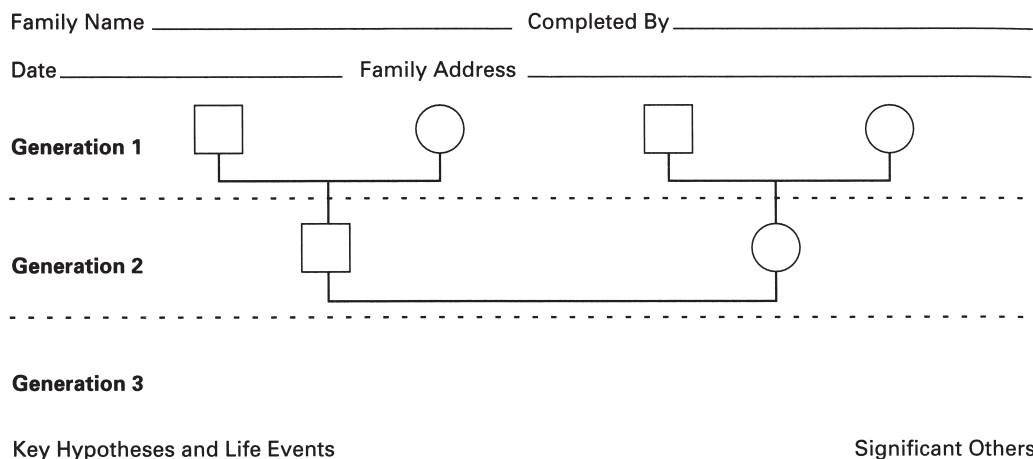 Family Name Completed By
Date Family Address
Generation 1
Generation 2
Generation 3
Key Hypotheses and Life Events Significant Others